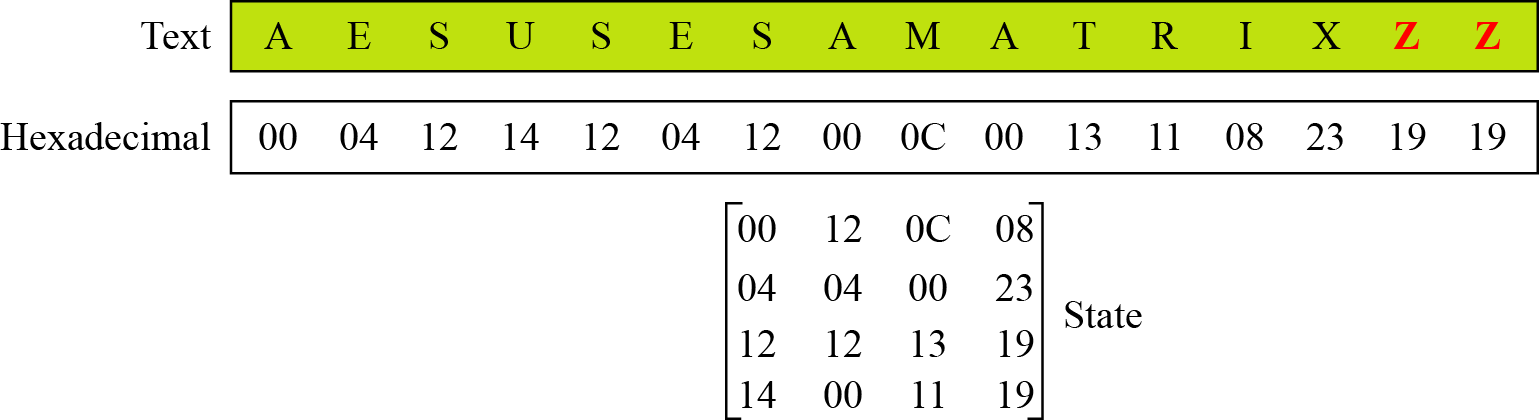 Text A E S U S E S A M A T R I X Z Z
Hexadecimal 00 04 12 14 12 04 12 00 0C 00 13 11 08 23 19 19
00 12 0C 08
04 04 00 23
State
12 12 13 19
14 00 11 19